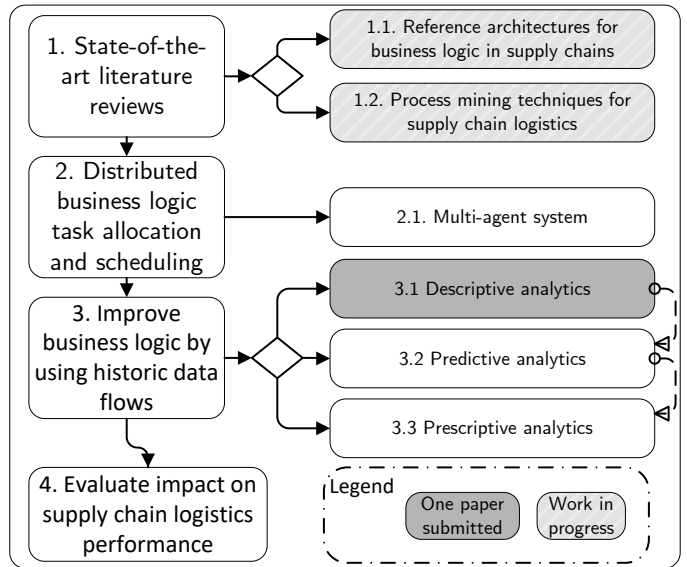 1. State-of-the-
art literature
reviews
1.1. Reference architectures for
business logic in supply chains
1.2. Process mining techniques for
supply chain logistics
2. Distributed
business logic
task allocation
and scheduling
2.1. Multi-agent system
3. Improve
business logic by
using historic data
flows
3.1 Descriptive analytics
3.2 Predictive analytics
3.3 Prescriptive analytics
4. Evaluate impact on
supply chain logistics
performance
Legend
One paper
submitted
Work in
progress